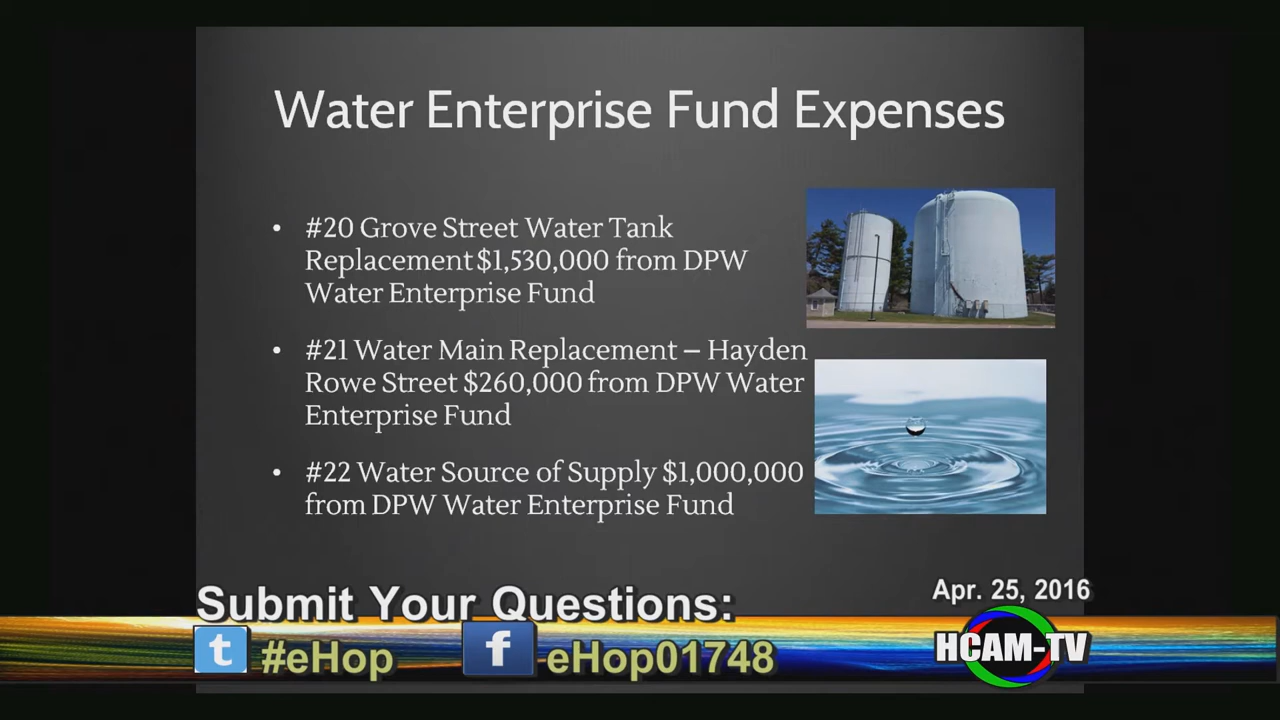 Water Enterprise Fund Expenses
• #20 Grove Street Water Tank
Replacement $1,530,000 from DPW
Water Enterprise Fund
• #21 Water Main Replacement – Hayden
Rowe Street $260,000 from DPW Water
Enterprise Fund
• #22 Water Source of Supply $1,000,000
from DPW Water Enterprise Fund
Submit Your Questions:
Apr. 25, 2016
t #eHop f eHop01748
HCAM-TV